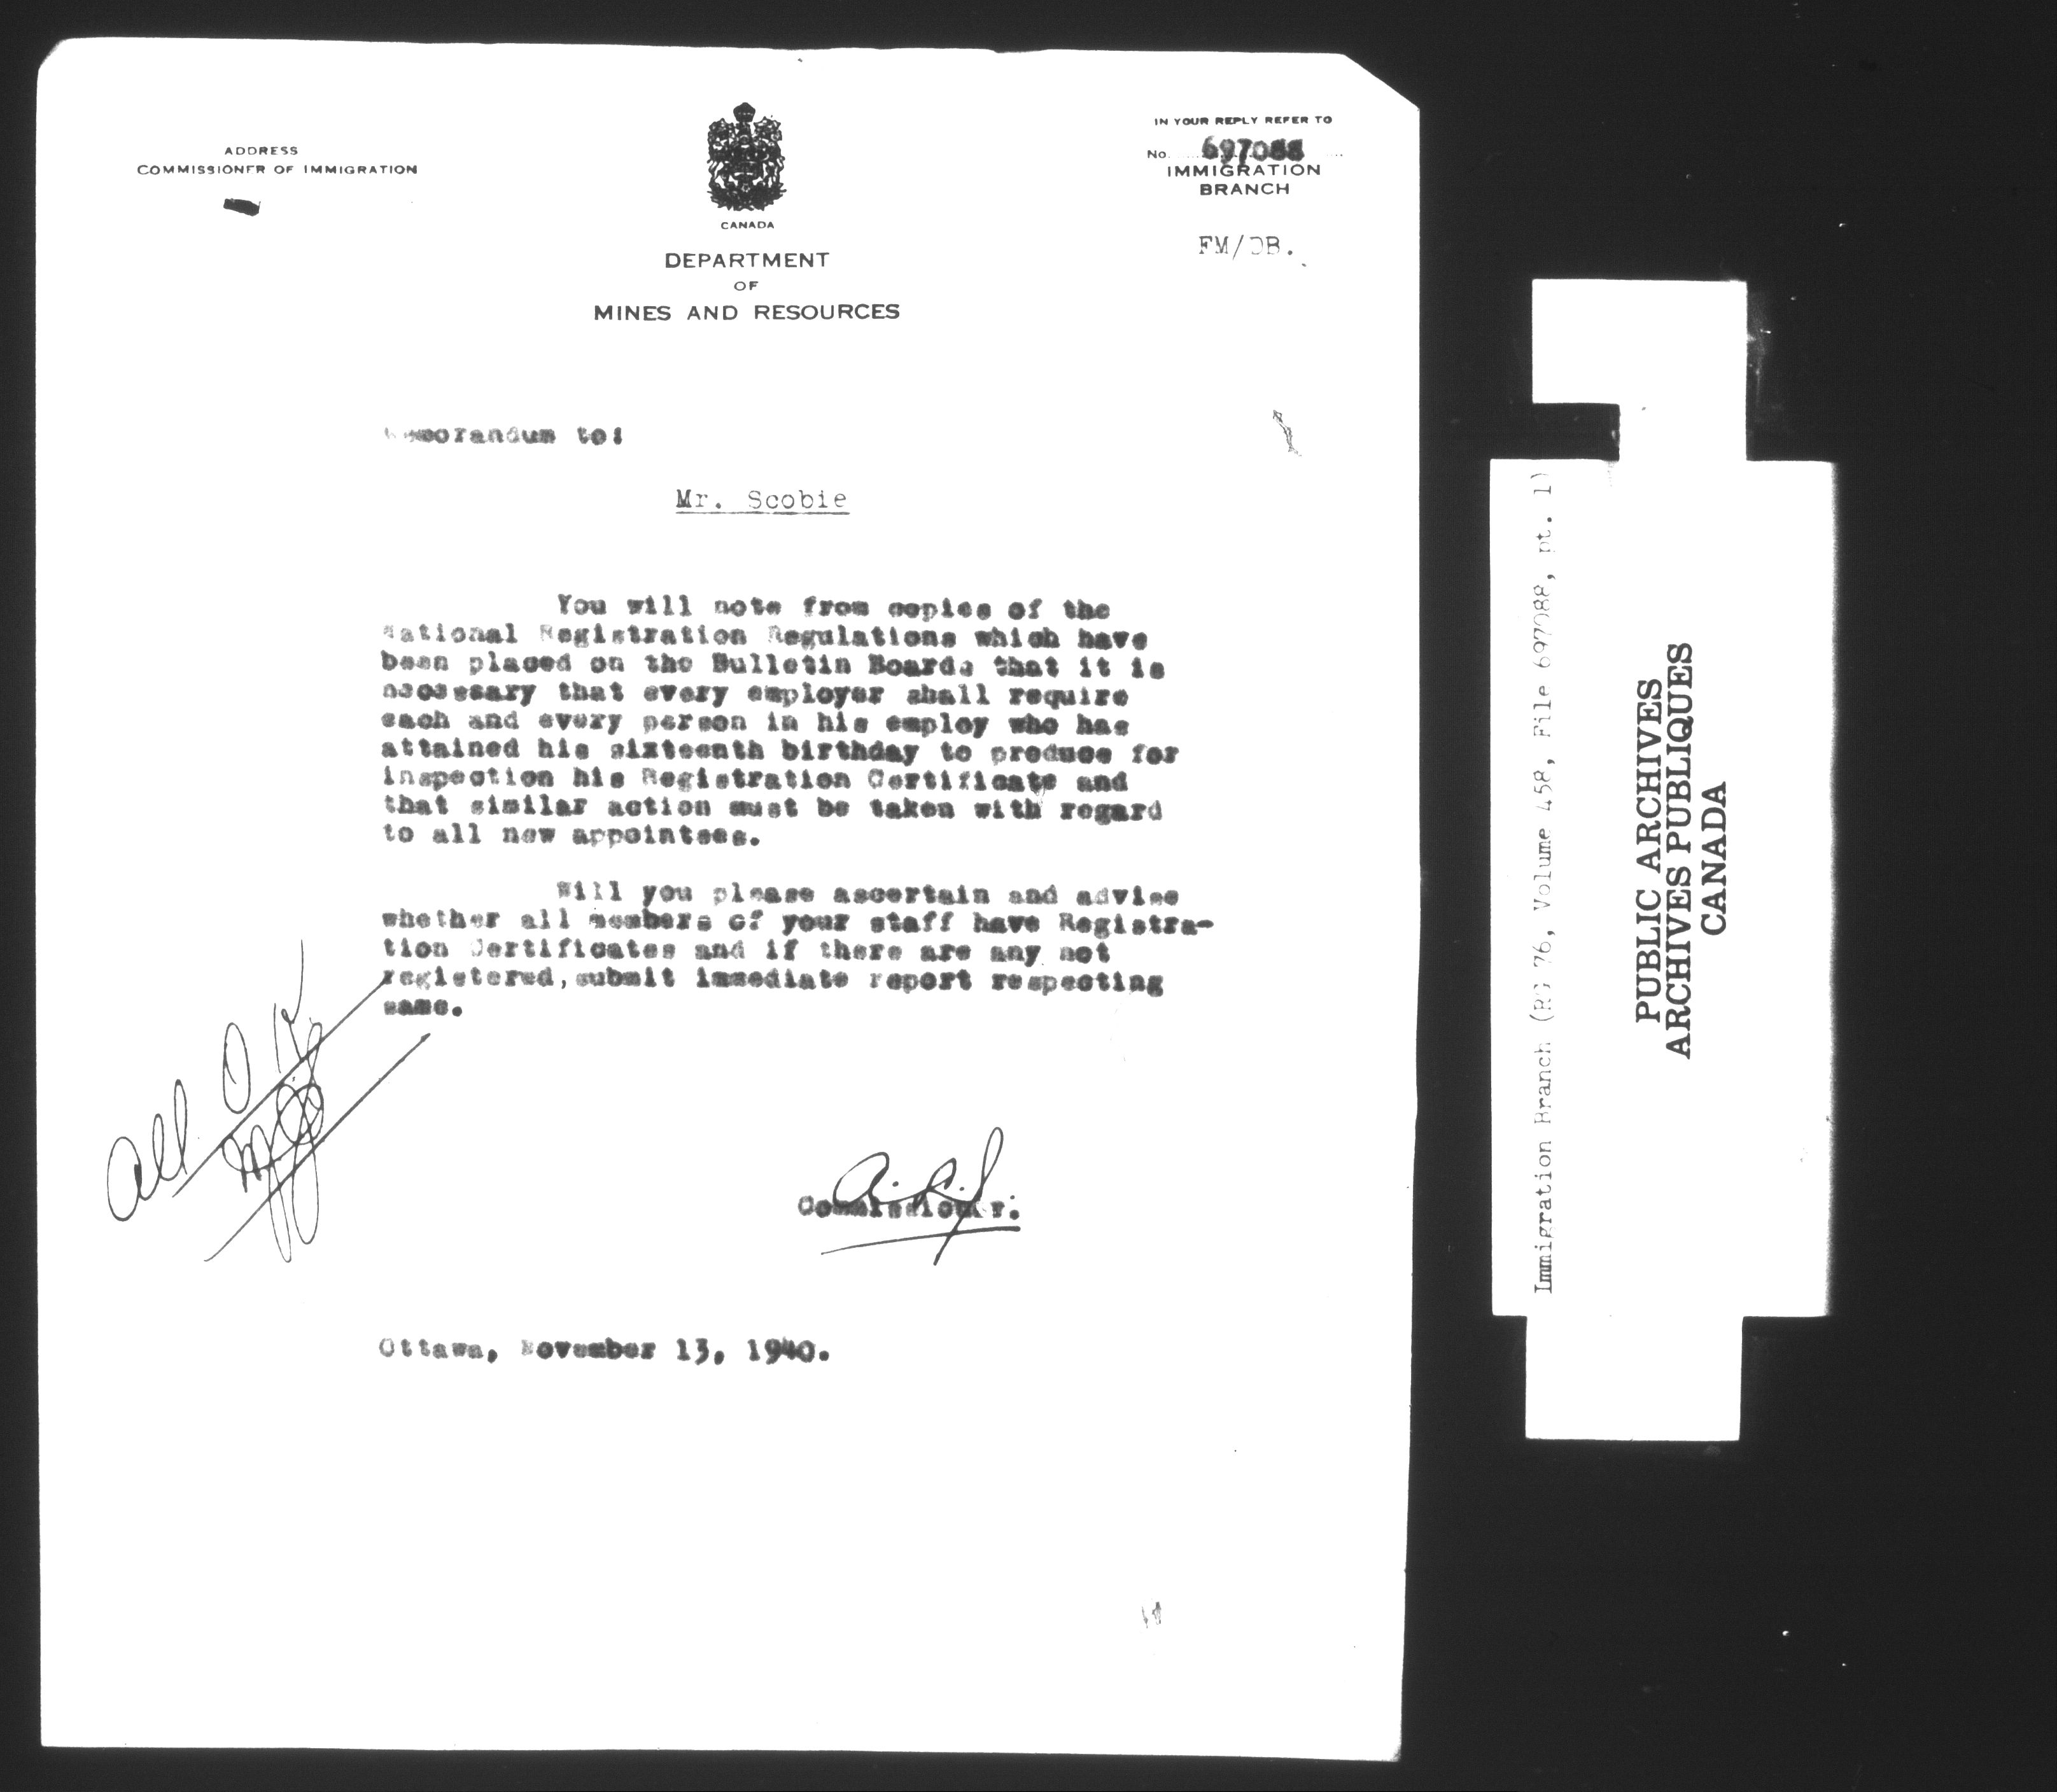 ADDRESS
COMMISSIONER OF IMMIGRATION
CANADA
DEPARTMENT
OF
MINES AND RESOURCES
IN YOUR REPLY REFER TO
No. 697088
IMMIGRATION
BRANCH
FM/DB.
Memorandum to:
Mr. Scobie
You will note from copies of the
National Registration Regulations which have
been placed on the Bulletin Boards that it is
necessary that every employer shall require
each and every person in his employ who has
attained his sixteenth birthday to produce for
inspection his Registration Certificate and
that similar action must be taken with regard
to all new appointees.
Will you please ascertain and advise
whether all members of your staff have Registra-
tion Certificates and if there are any not
registered, submit immediate report respecting
same.
All O K
Commissioner.
Ottawa, November 13, 1940.
Immigration Branch (RG 76, Volume 458, File 697088, pt. 1)
PUBLIC ARCHIVES
ARCHIVES PUBLIQUES
CANADA